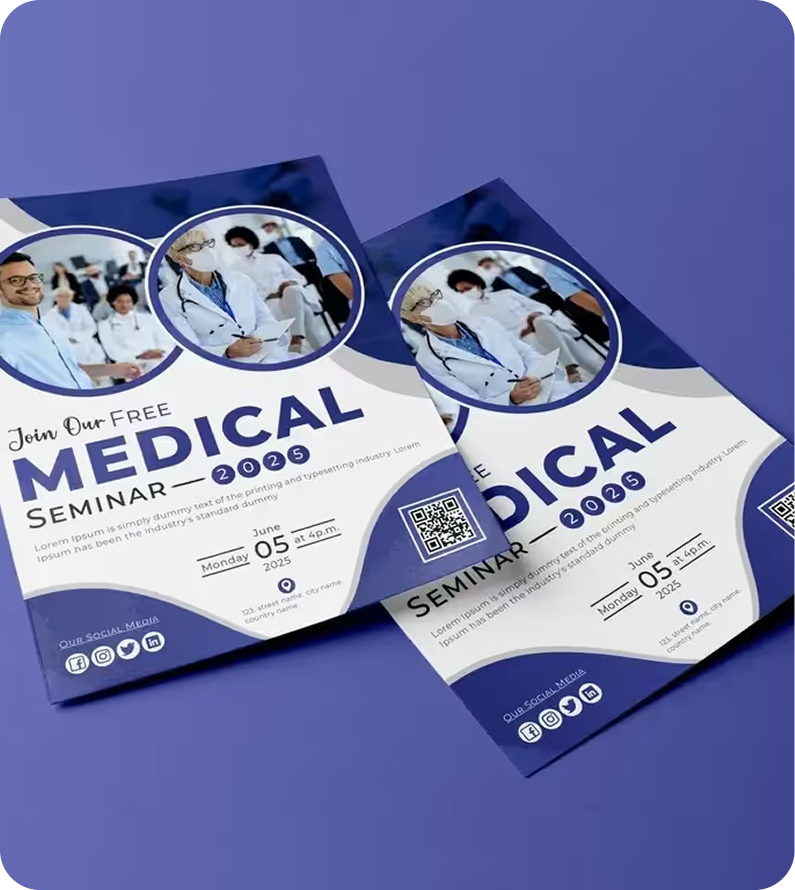 Join Our FREE
MEDICAL
SEMINAR — 2025
Lorem Ipsum is simply dummy text of the printing and typesetting industry. Lorem
Ipsum has been the industry's standard dummy
June
Monday 05 at 4p.m.
2025
123, street name, city name,
country name.
OUR SOCIAL MEDIA
EE
DICAL
SEMINAR — 2025
Lorem Ipsum is simply dummy text of the printing and typesetting industry. Lorem
Ipsum has been the industry's standard dummy
June
Monday 05 at 4p.m.
2025
123, street name, city name,
country name.
OUR SOCIAL MEDIA